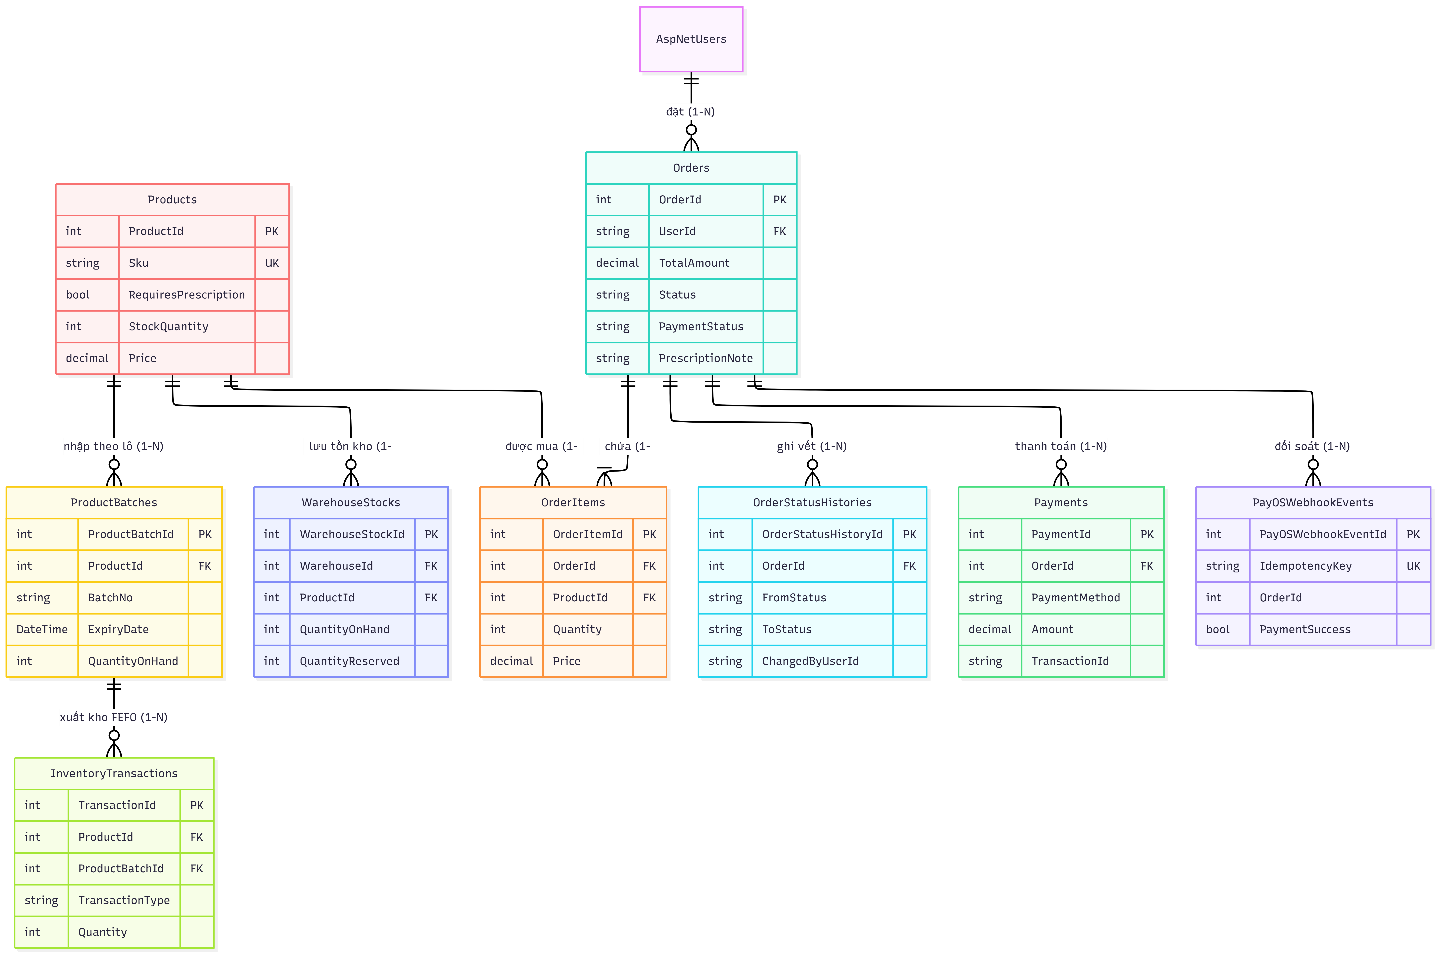 AspNetUsers
đặt (1-N)
Orders
int OrderId PK
string UserId FK
decimal TotalAmount
string Status
string PaymentStatus
string PrescriptionNote
Products
int ProductId PK
string Sku UK
bool RequiresPrescription
int StockQuantity
decimal Price
nhập theo lô (1-N)
lưu tồn kho (1-
được mua (1-
chứa (1-
ghi vết (1-N)
thanh toán (1-N)
đối soát (1-N)
ProductBatches
int ProductBatchId PK
int ProductId FK
string BatchNo
DateTime ExpiryDate
int QuantityOnHand
WarehouseStocks
int WarehouseStockId PK
int WarehouseId FK
int ProductId FK
int QuantityOnHand
int QuantityReserved
OrderItems
int OrderItemId PK
int OrderId FK
int ProductId FK
int Quantity
decimal Price
OrderStatusHistories
int OrderStatusHistoryId PK
int OrderId FK
string FromStatus
string ToStatus
string ChangedByUserId
Payments
int PaymentId PK
int OrderId FK
string PaymentMethod
decimal Amount
string TransactionId
PayOSWebhookEvents
int PayOSWebhookEventId PK
string IdempotencyKey UK
int OrderId
bool PaymentSuccess
xuất kho FEFO (1-N)
InventoryTransactions
int TransactionId PK
int ProductId FK
int ProductBatchId FK
string TransactionType
int Quantity